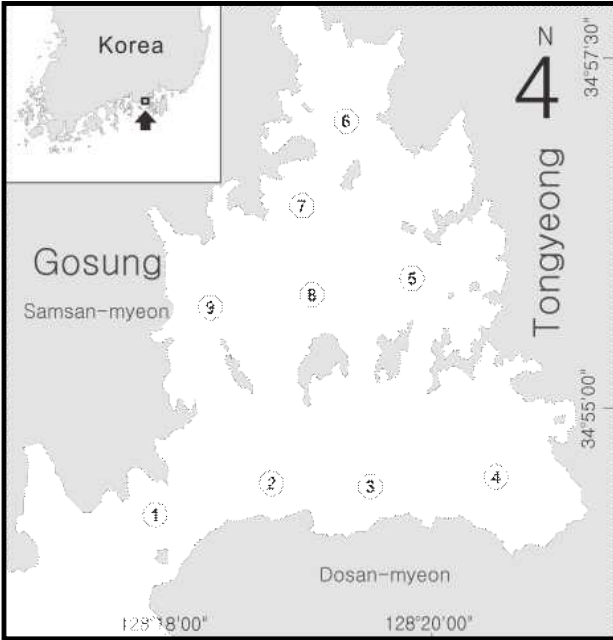 Korea
N
4
34°57'30"
6
7
Tongyeong
Gosung
5
8
Samsan-myeon
9
34°55'00"
4
2
3
1
Dosan-myeon
128°18'00"
128°20'00"